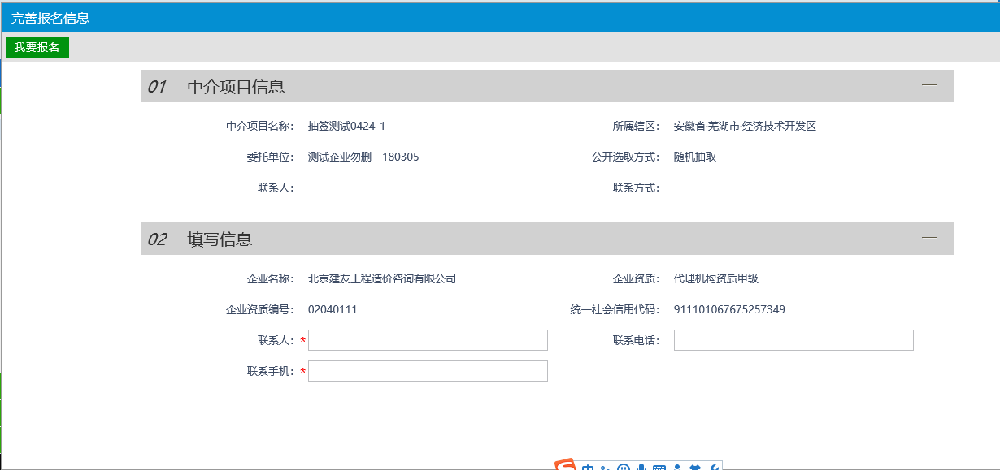 完善报名信息
我要报名
01 中介项目信息 —
中介项目名称： 抽签测试0424-1 所属辖区： 安徽省·芜湖市·经济技术开发区
委托单位： 测试企业勿删—180305 公开选取方式： 随机抽取
联系人： 联系方式：
02 填写信息 —
企业名称： 北京建友工程造价咨询有限公司 企业资质： 代理机构资质甲级
企业资质编号： 02040111 统一社会信用代码： 911101067675257349
联系人： * 联系电话：
联系手机： *